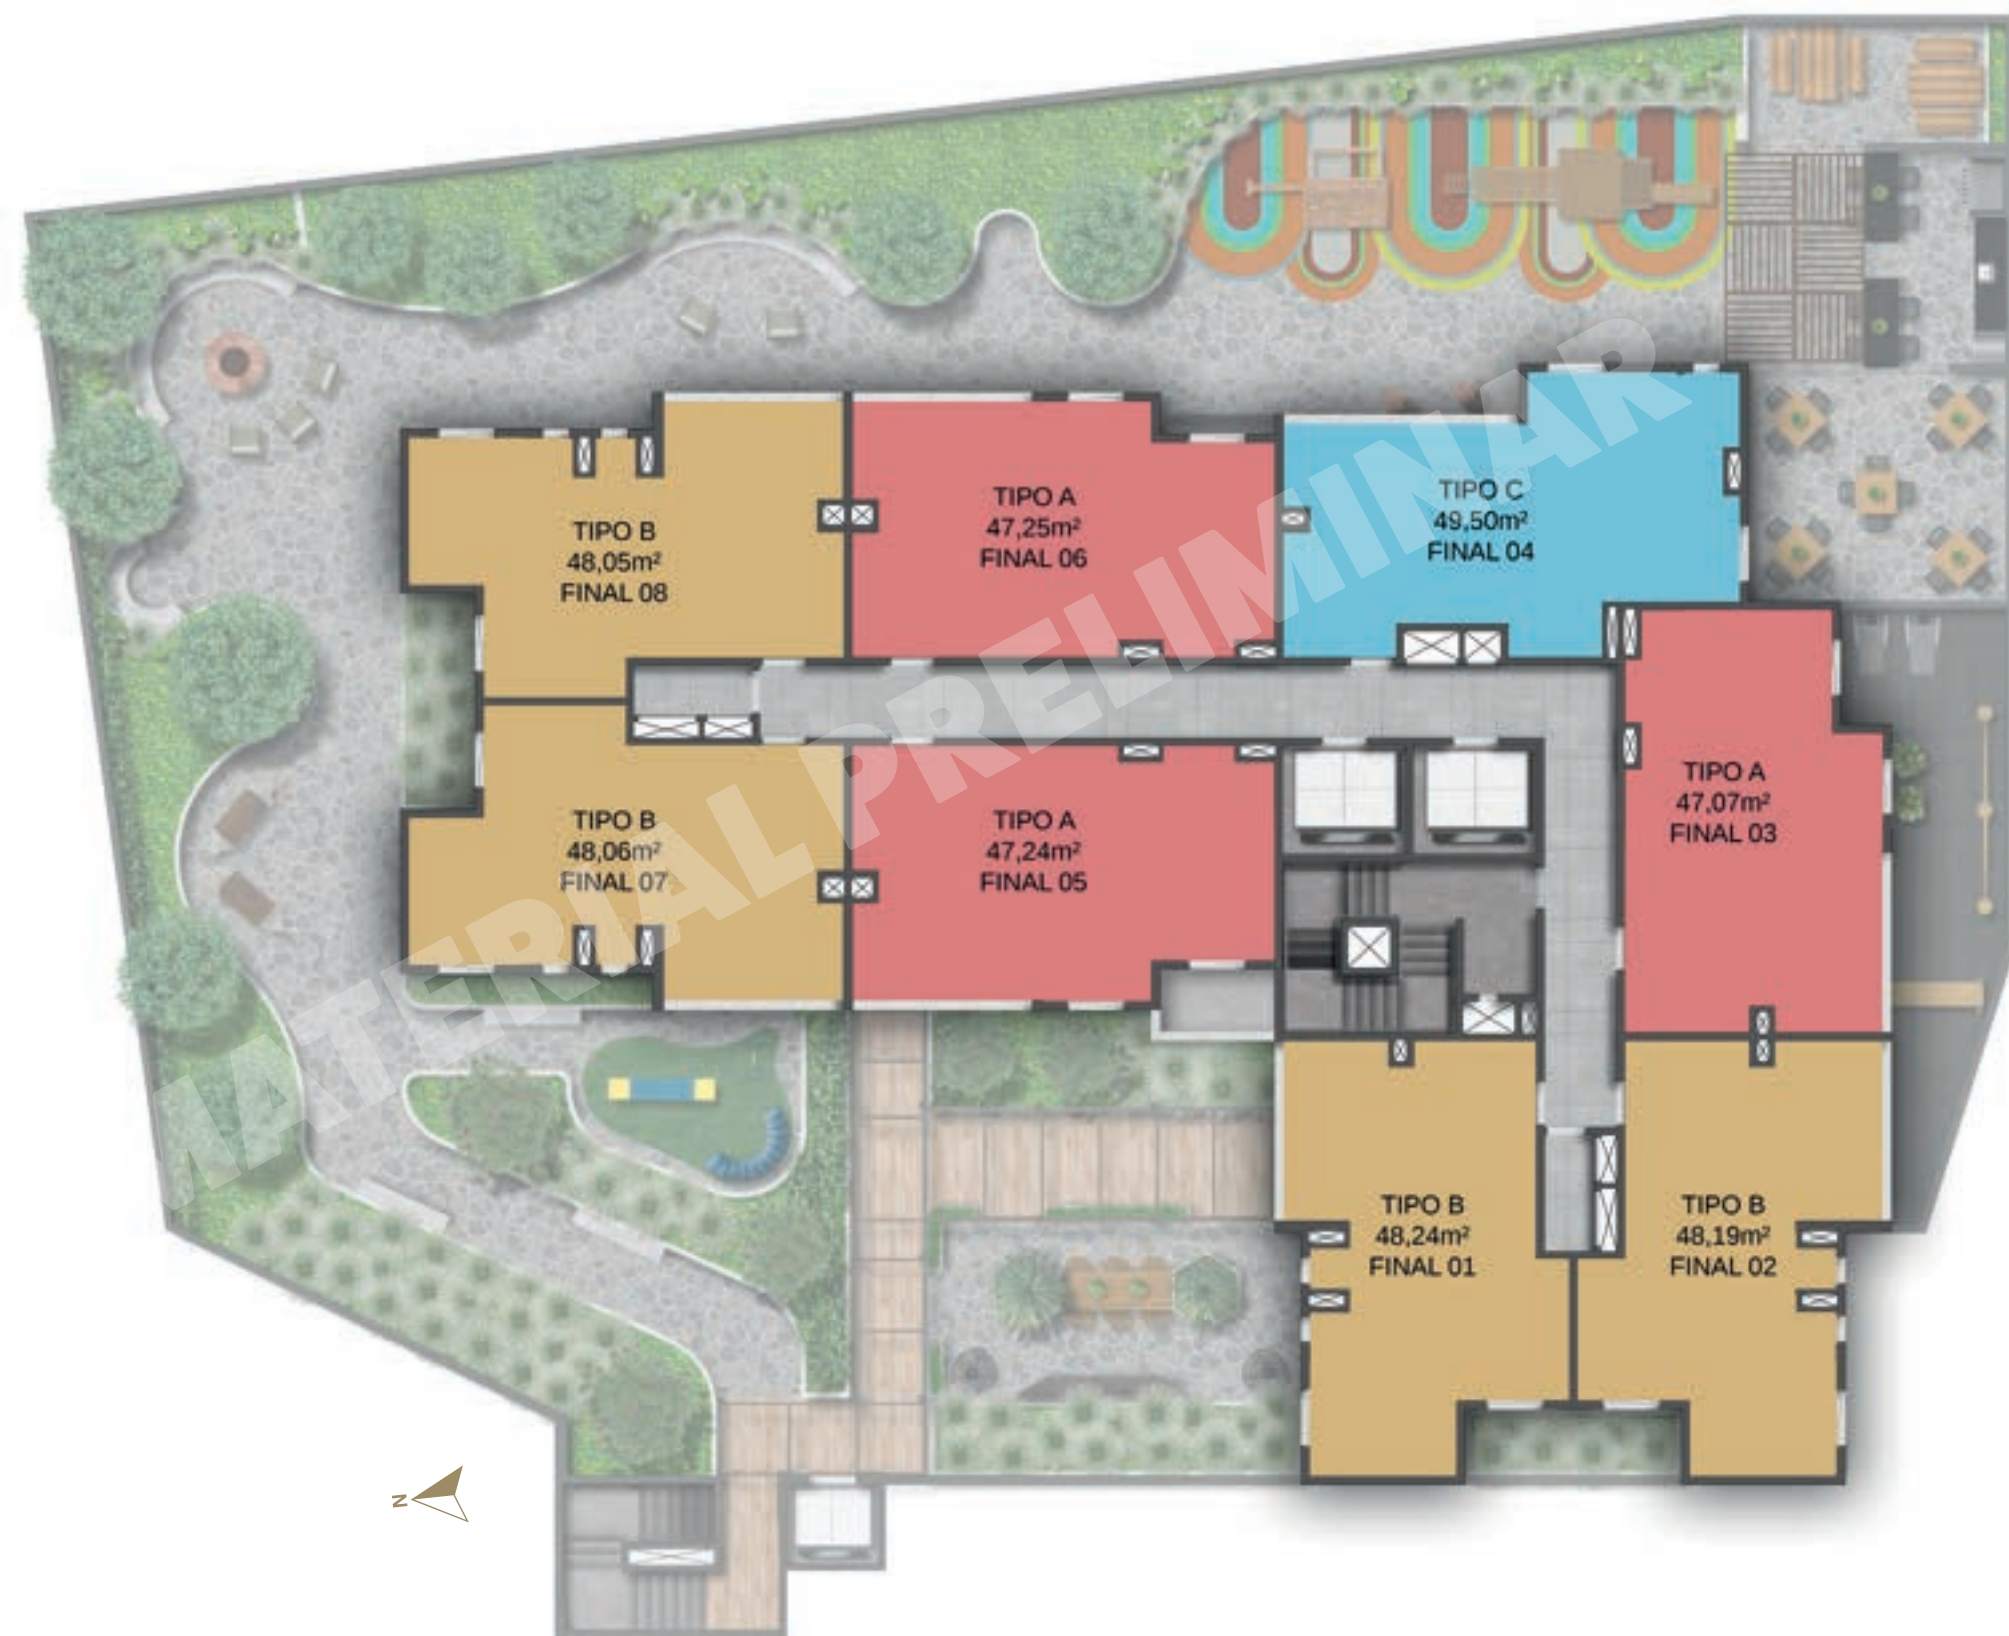 TIPO C
49,50m²
FINAL 04
TIPO A
47,25m²
FINAL 06
TIPO B
48,05m²
FINAL 08
TIPO A
47,07m²
FINAL 03
TIPO B
48,06m²
FINAL 07
TIPO A
47,24m²
FINAL 05
MATERIAL PRELIMINAR
TIPO B
48,24m²
FINAL 01
TIPO B
48,19m²
FINAL 02
N